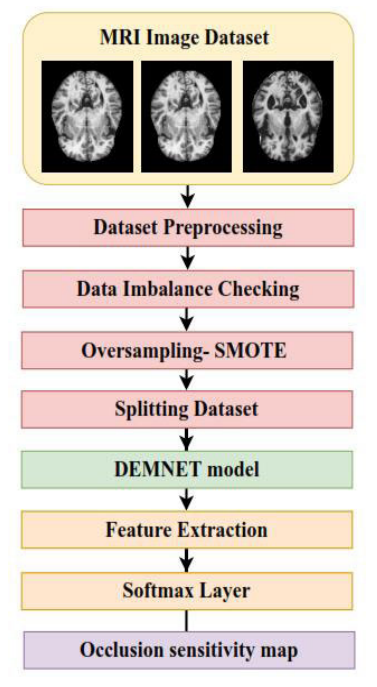 MRI Image Dataset
Dataset Preprocessing
Data Imbalance Checking
Oversampling- SMOTE
Splitting Dataset
DEMNET model
Feature Extraction
Softmax Layer
Occlusion sensitivity map